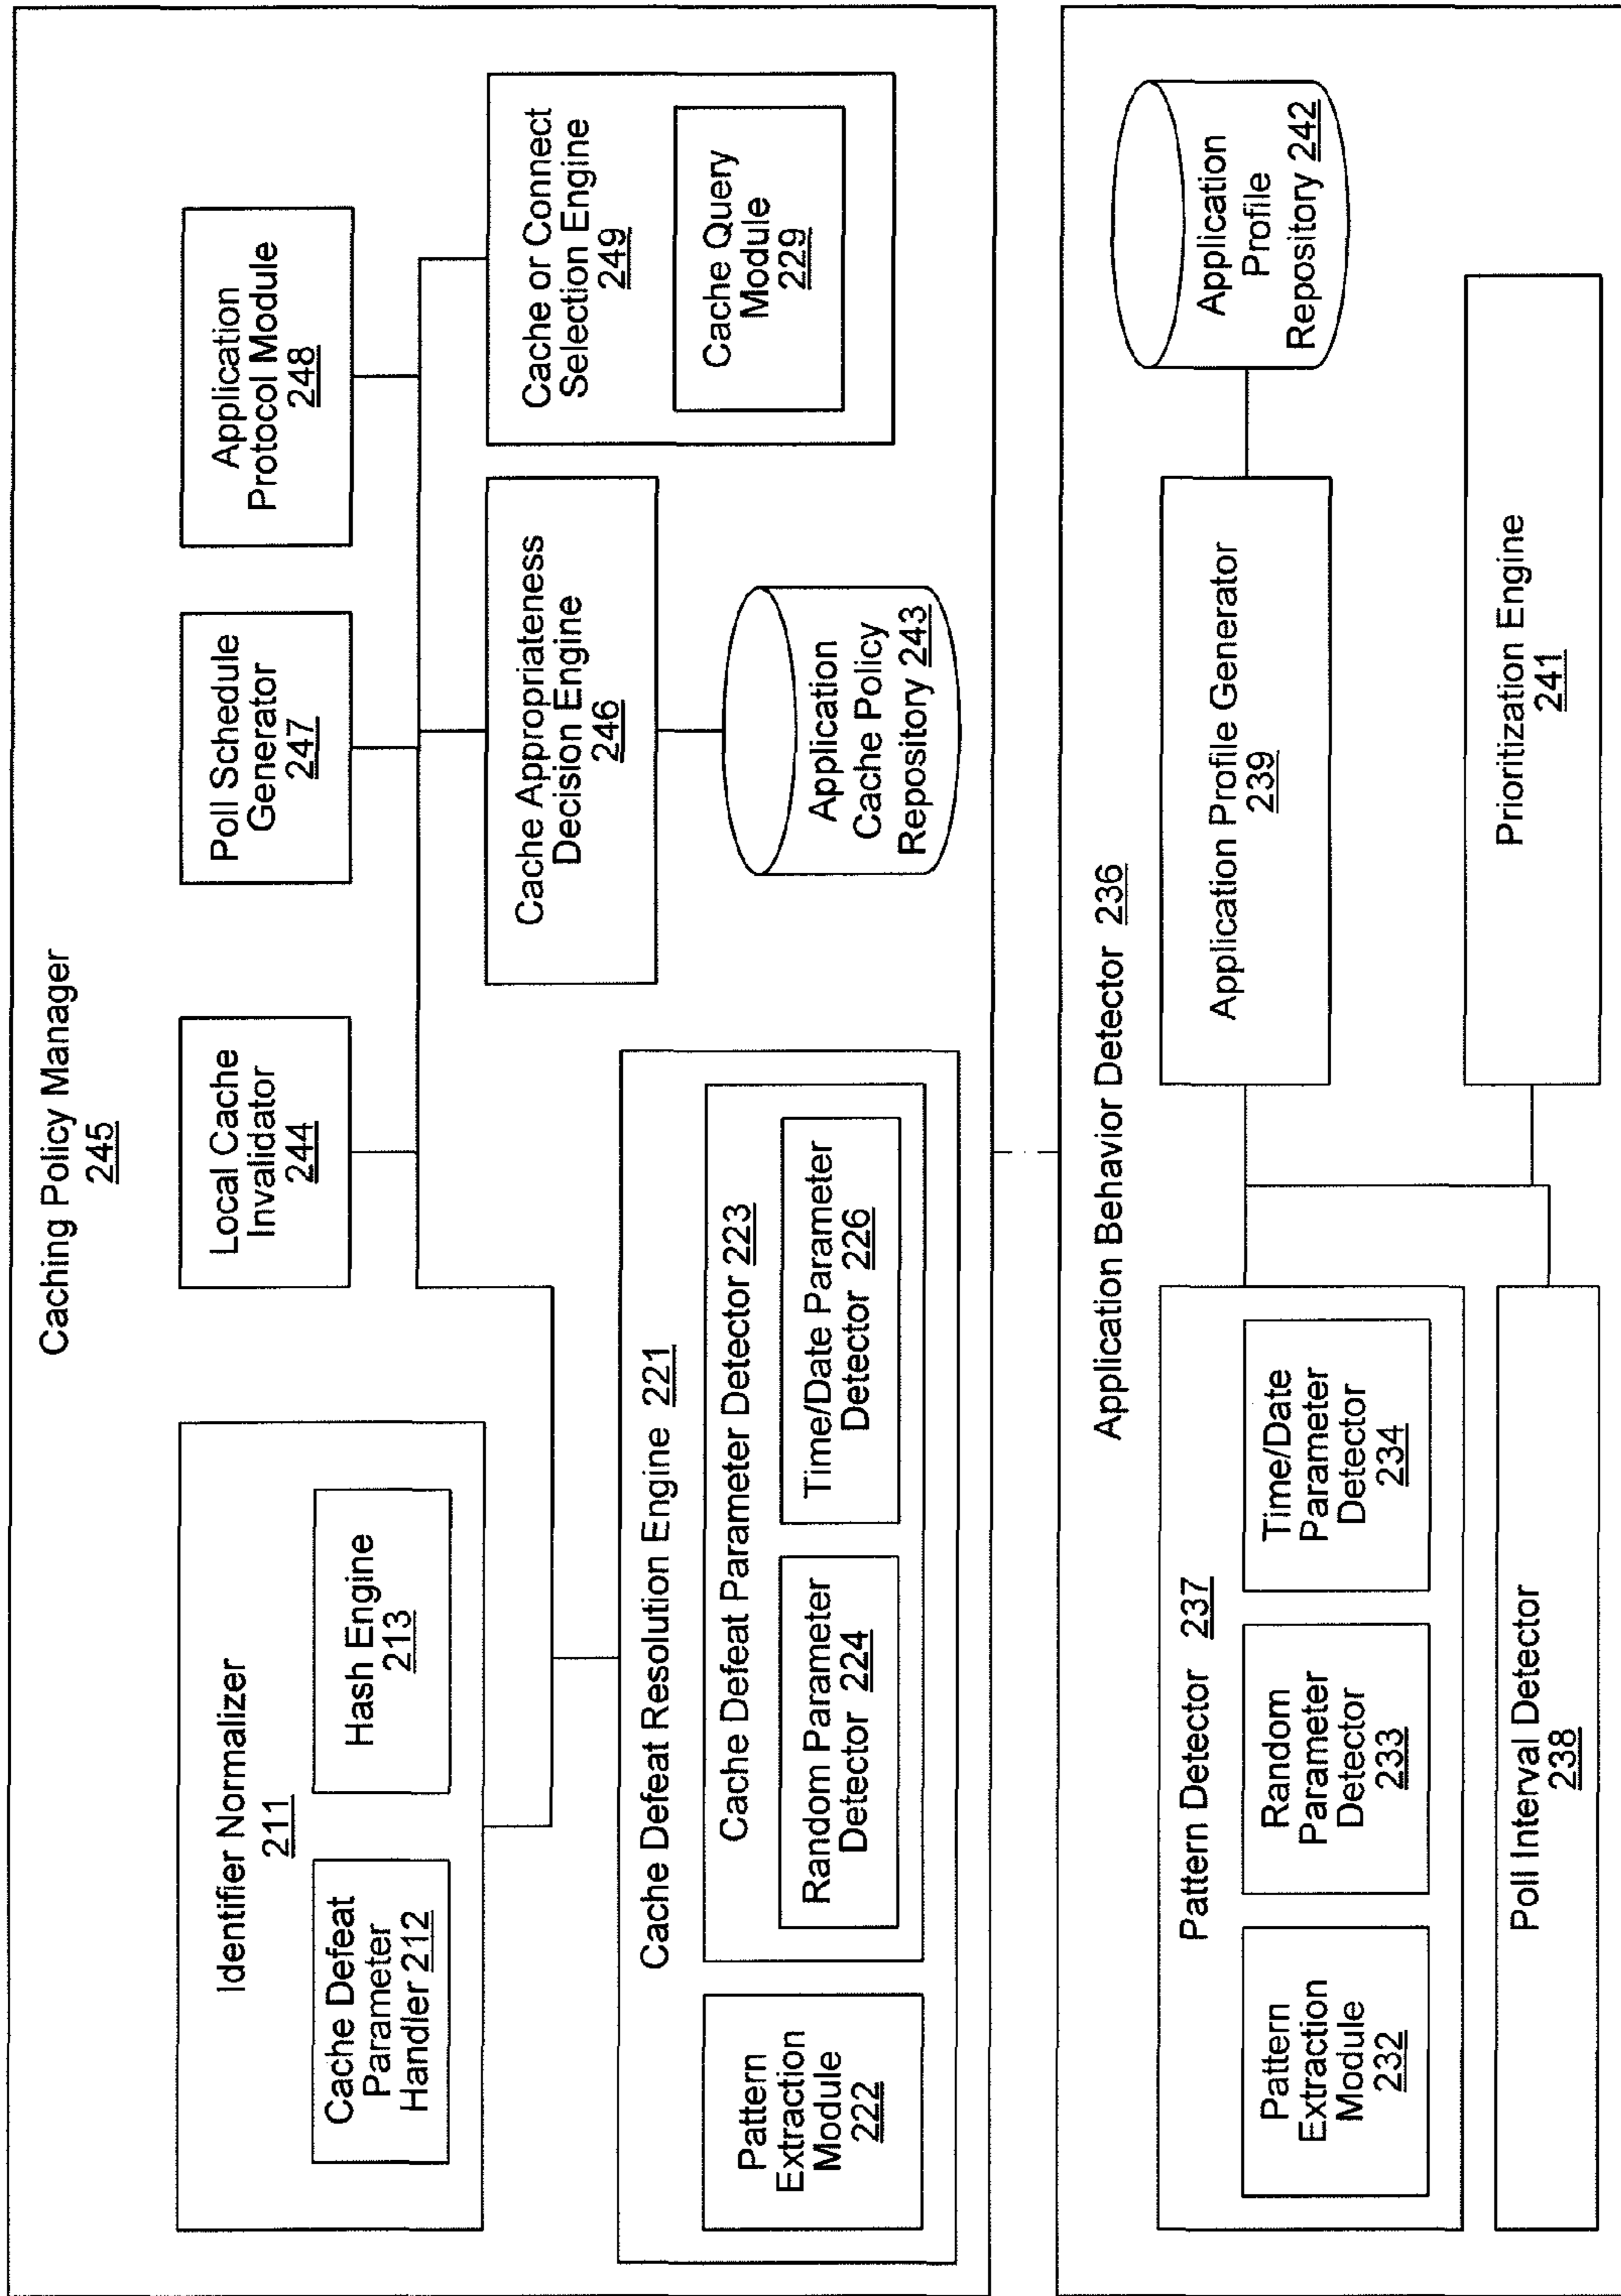 Caching Policy Manager
245
Identifier Normalizer
211
Cache Defeat
Parameter
Handler 212
Hash Engine
213
Local Cache
Invalidator
244
Poll Schedule
Generator
247
Application
Protocol Module
248
Cache Defeat Resolution Engine 221
Pattern
Extraction
Module
222
Cache Defeat Parameter Detector 223
Random Parameter
Detector 224
Time/Date Parameter
Detector 226
Cache Appropriateness
Decision Engine
246
Application
Cache Policy
Repository 243
Cache or Connect
Selection Engine
249
Cache Query
Module
229
Application Behavior Detector 236
Pattern Detector 237
Pattern
Extraction
Module
232
Random
Parameter
Detector
233
Time/Date
Parameter
Detector
234
Poll Interval Detector
238
Application Profile Generator
239
Application
Profile
Repository 242
Prioritization Engine
241